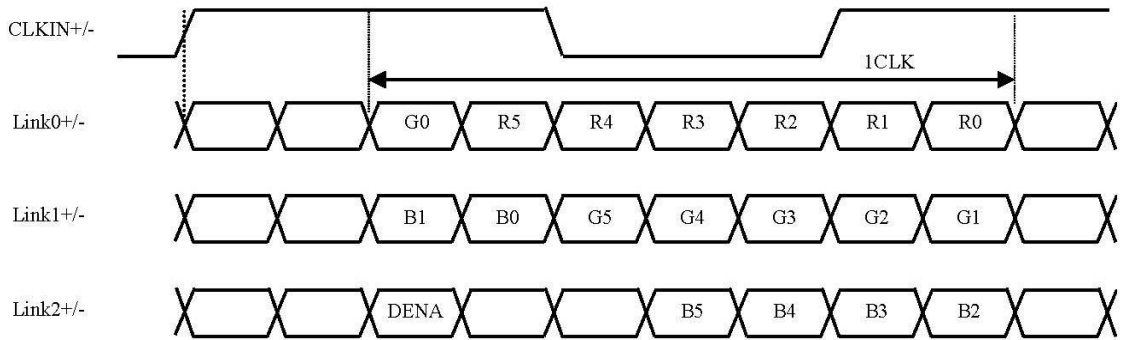 CLKIN+/-
1CLK
Link0+/- G0 R5 R4 R3 R2 R1 R0
Link1+/- B1 B0 G5 G4 G3 G2 G1
Link2+/- DENA B5 B4 B3 B2